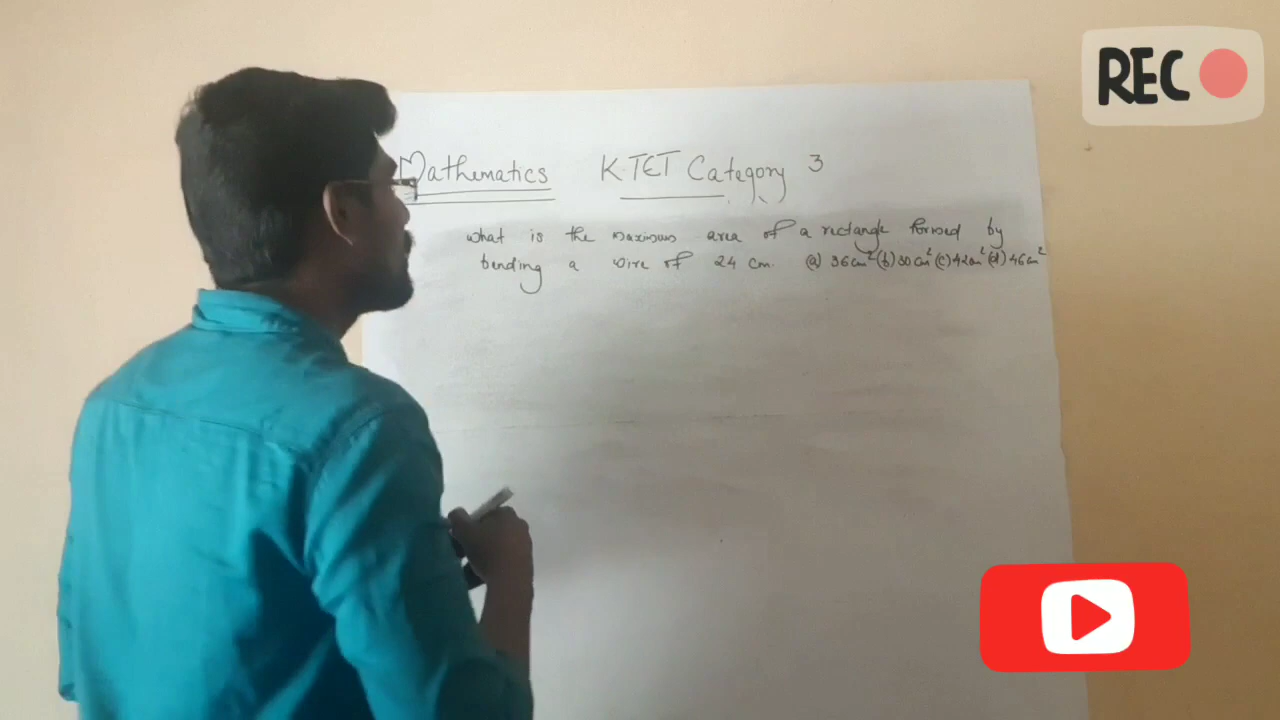 REC
Mathematics K-TET Category 3
What is the maximum area of a rectangle formed by
bending a wire of 24 cm. (a) 36cm² (b) 30cm² (c) 42cm² (d) 46cm²